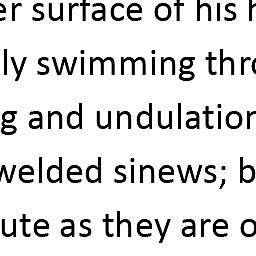 er surface of his h
ly swimming thro
g and undulation
welded sinews; b
ute as they are o